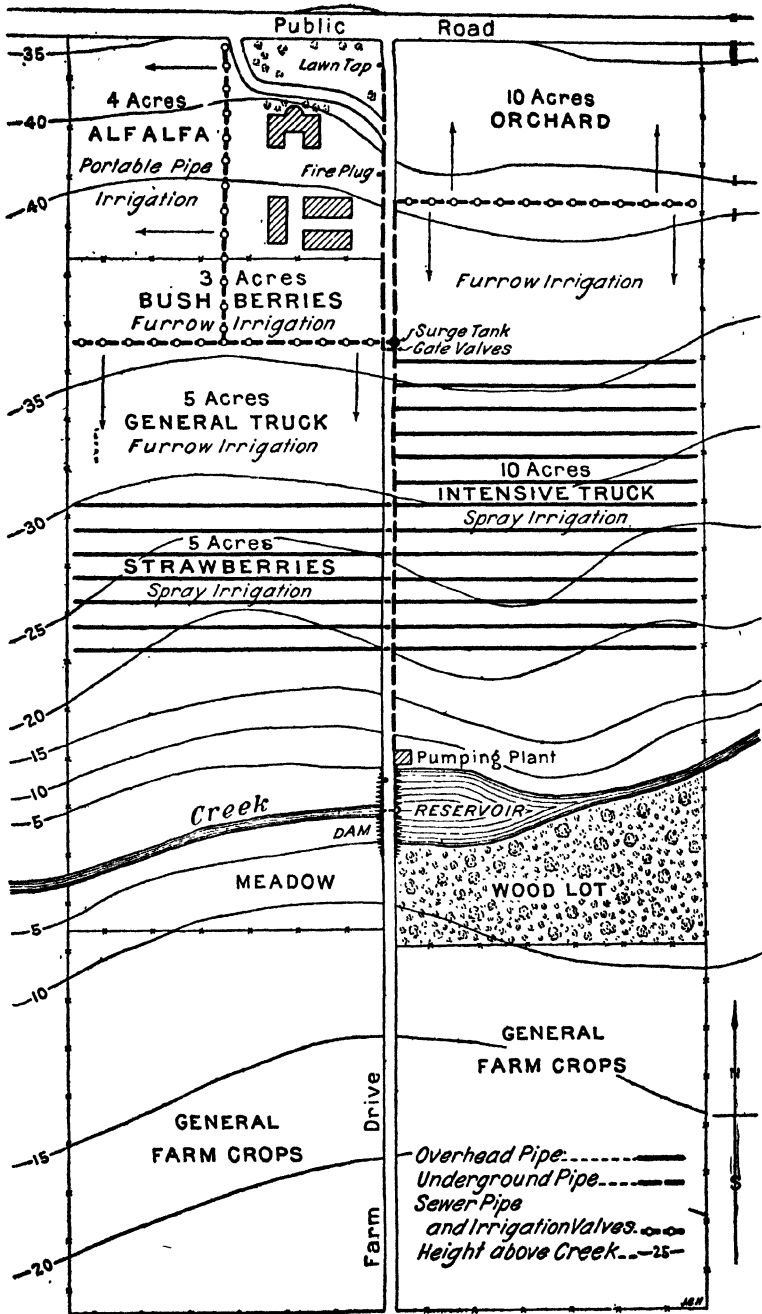 Public Road
Lawn Tap
35
4 Acres
ALFALFA
Portable Pipe
Irrigation
40
40
Fire Plug
10 Acres
ORCHARD
Furrow Irrigation
3 Acres
BUSH BERRIES
Furrow Irrigation
Surge Tank
Gate Valves
35
5 Acres
GENERAL TRUCK
Furrow Irrigation
10 Acres
INTENSIVE TRUCK
Spray Irrigation
30
5 Acres
STRAWBERRIES
Spray Irrigation
25
20
15
10
5
Pumping Plant
Creek
RESERVOIR
DAM
MEADOW
WOOD LOT
5
10
GENERAL
FARM CROPS
N
S
GENERAL
FARM CROPS
15
20
Farm Drive
Overhead Pipe
Underground Pipe
Sewer Pipe
and Irrigation Valves
Height above Creek -25-